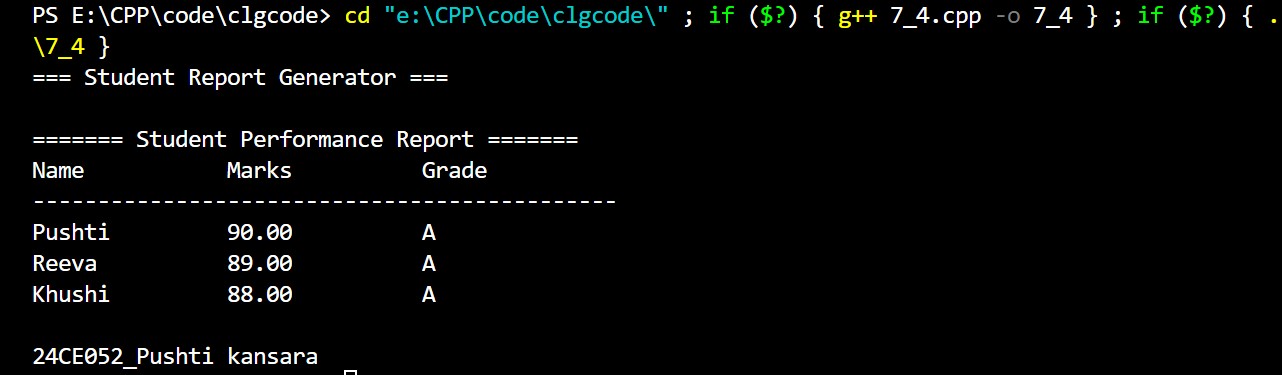 PS E:\CPP\code\clgcode> cd "e:\CPP\code\clgcode\" ; if ($?) { g++ 7_4.cpp -o 7_4 } ; if ($?) { .
\7_4 }
=== Student Report Generator ===
======= Student Performance Report =======
Name           Marks          Grade
---------------------------------------------
Pushti         90.00          A
Reeva          89.00          A
Khushi         88.00          A
24CE052_Pushti kansara